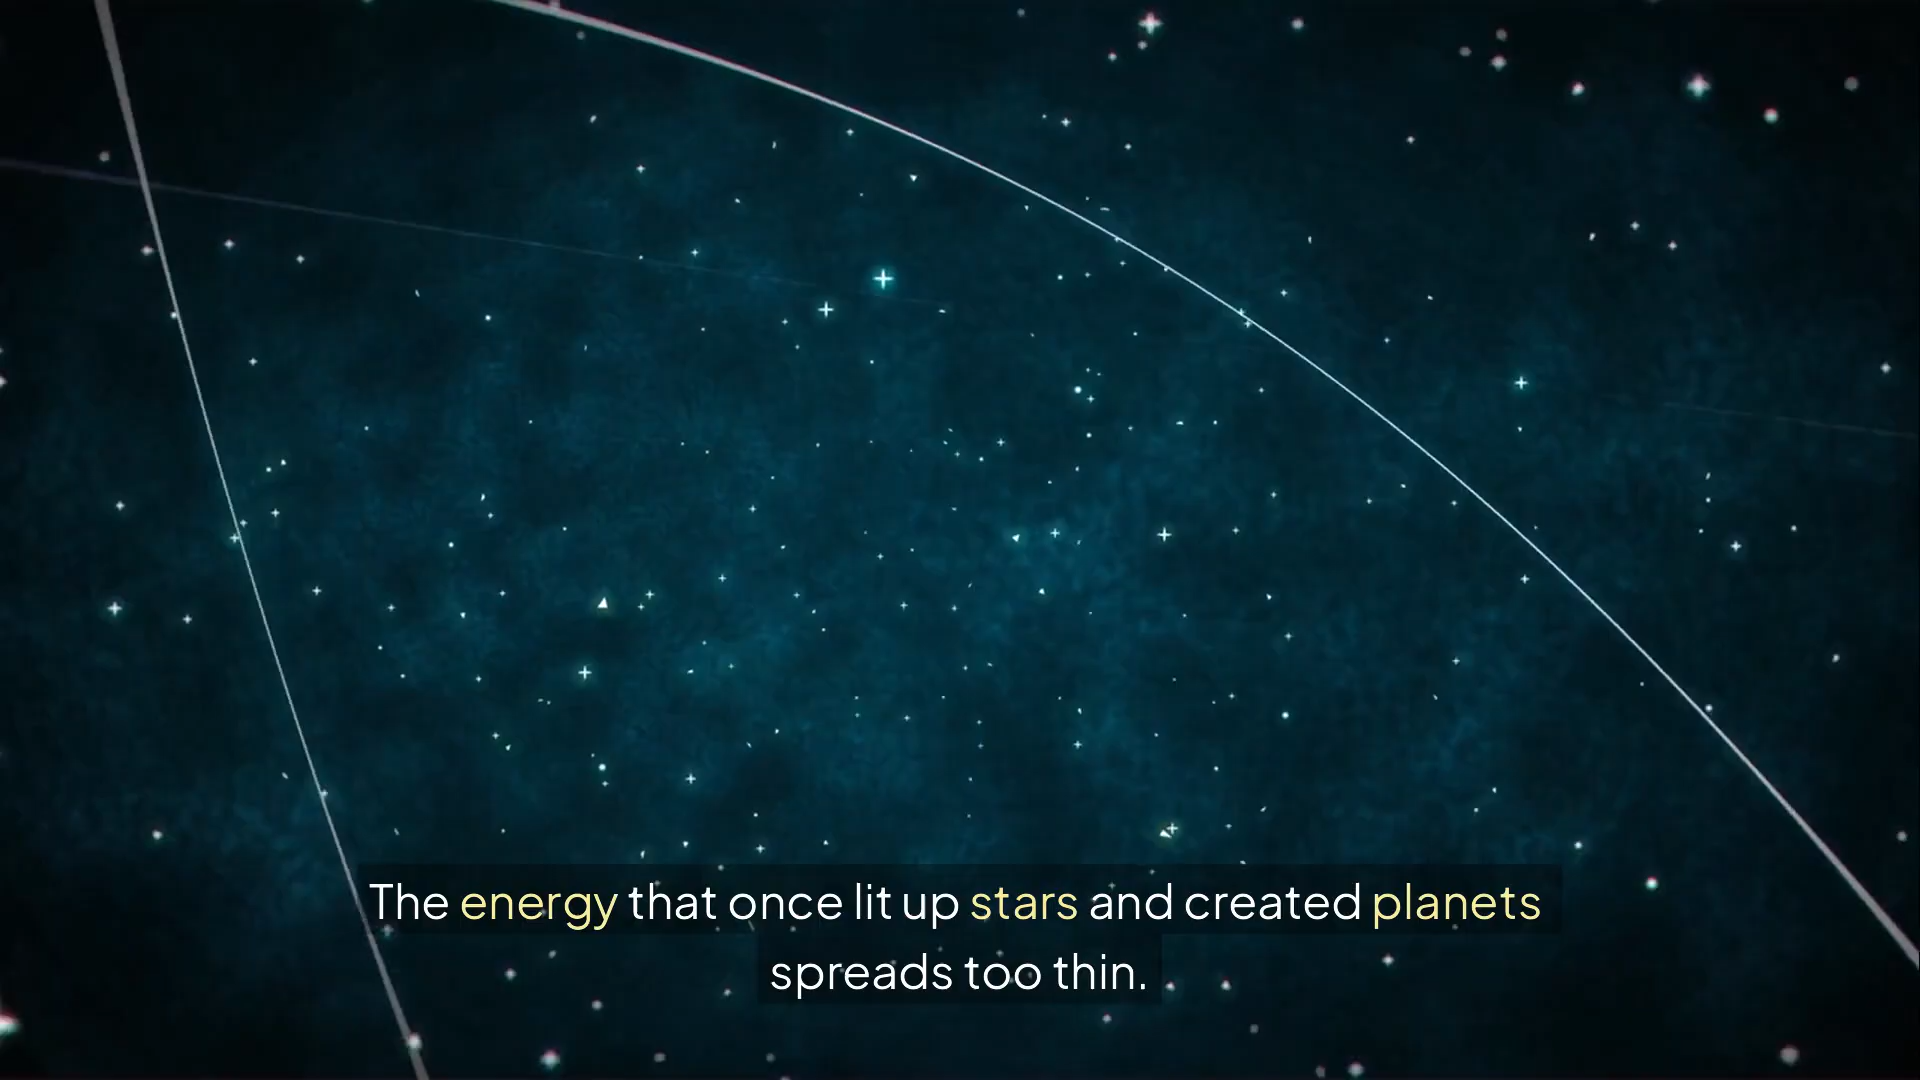 The energy that once lit up stars and created planets
spreads too thin.